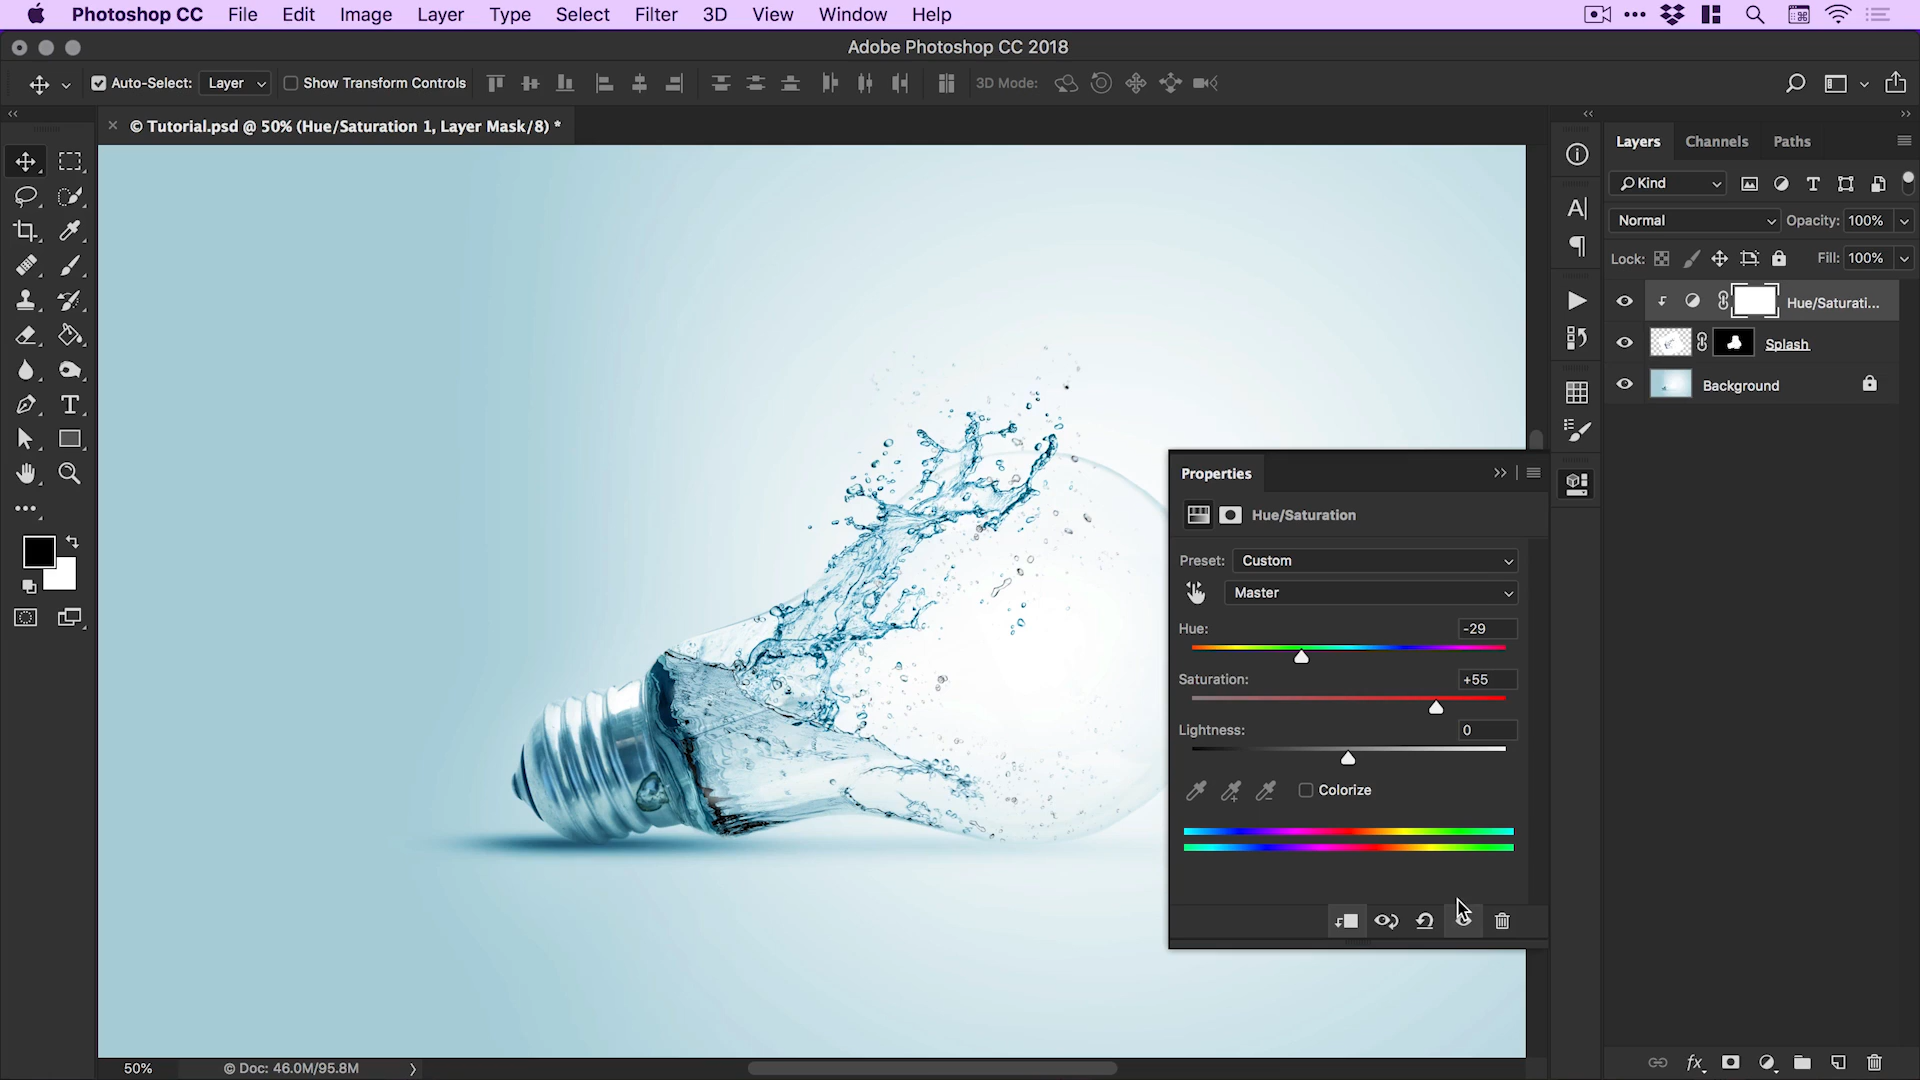 Photoshop CC File Edit Image Layer Type Select Filter 3D View Window Help
Adobe Photoshop CC 2018
Auto-Select: Layer Show Transform Controls 3D Mode:
© Tutorial.psd @ 50% (Hue/Saturation 1, Layer Mask/8) *
Layers Channels Paths
Kind
Normal Opacity: 100%
Lock: Fill: 100%
Hue/Saturati...
Splash
Background
Properties
Hue/Saturation
Preset: Custom
Master
Hue: -29
Saturation: +55
Lightness: 0
Colorize
50% © Doc: 46.0M/95.8M